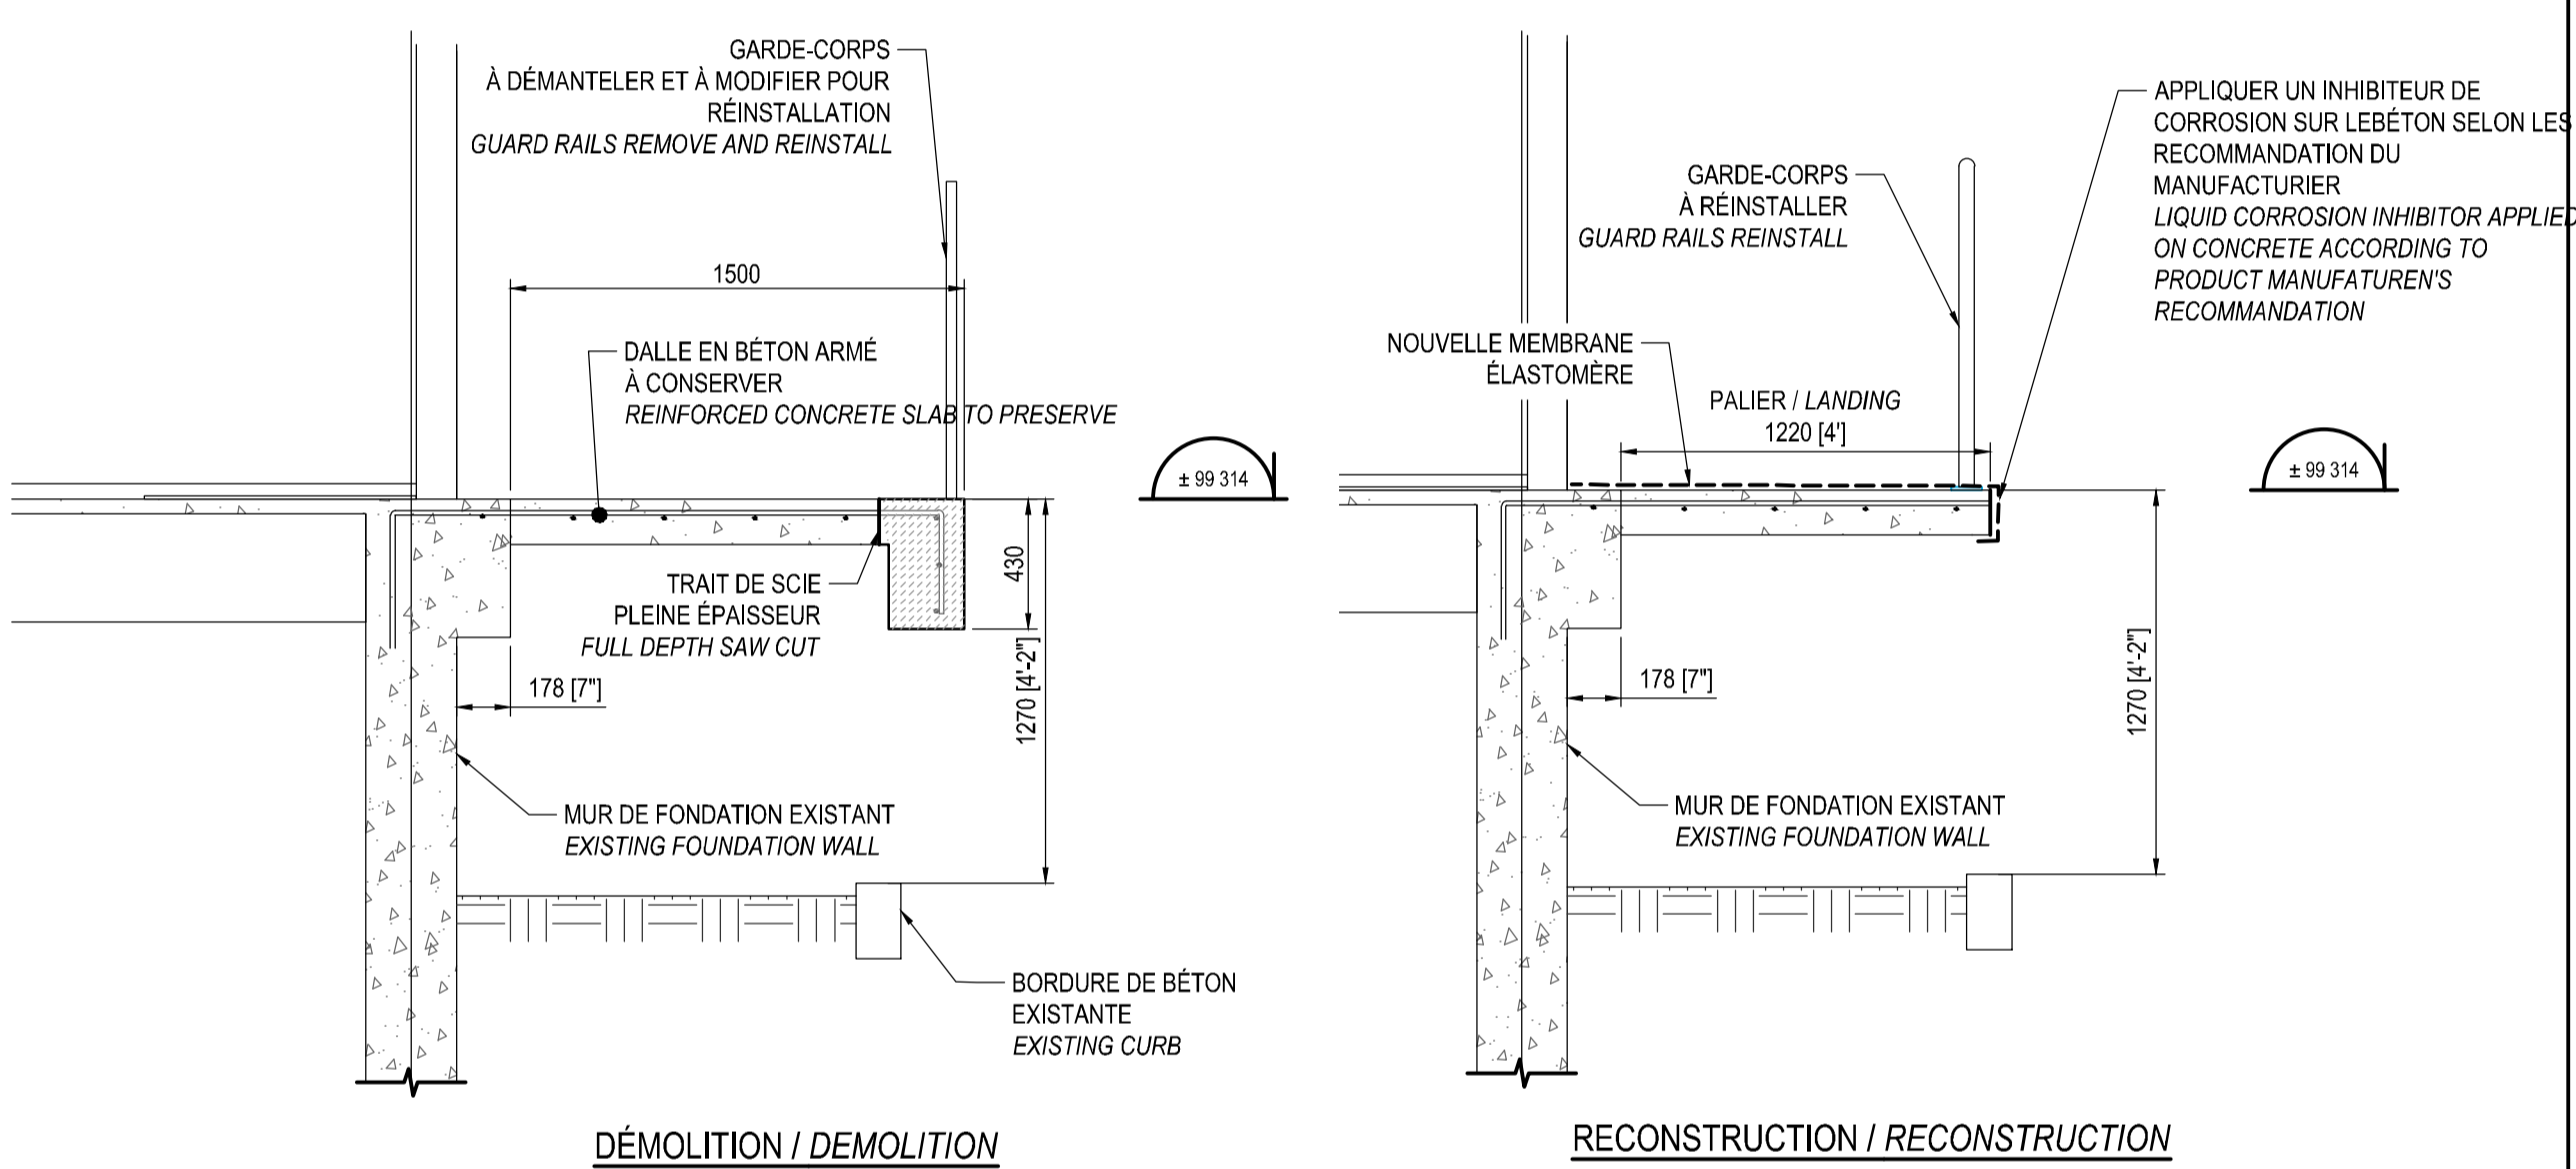 GARDE-CORPS
À DÉMANTELER ET À MODIFIER POUR
RÉINSTALLATION
GUARD RAILS REMOVE AND REINSTALL
1500
DALLE EN BÉTON ARMÉ
À CONSERVER
REINFORCED CONCRETE SLAB TO PRESERVE
± 99 314
TRAIT DE SCIE
PLEINE ÉPAISSEUR
FULL DEPTH SAW CUT
430
1270 [4'-2"]
178 [7"]
MUR DE FONDATION EXISTANT
EXISTING FOUNDATION WALL
BORDURE DE BÉTON
EXISTANTE
EXISTING CURB
DÉMOLITION / DEMOLITION
APPLIQUER UN INHIBITEUR DE
CORROSION SUR LEBÉTON SELON LES
RECOMMANDATION DU
MANUFACTURIER
LIQUID CORROSION INHIBITOR APPLIED
ON CONCRETE ACCORDING TO
PRODUCT MANUFATUREN'S
RECOMMANDATION
GARDE-CORPS
À RÉINSTALLER
GUARD RAILS REINSTALL
NOUVELLE MEMBRANE
ÉLASTOMÈRE
PALIER / LANDING
1220 [4']
± 99 314
178 [7"]
1270 [4'-2"]
MUR DE FONDATION EXISTANT
EXISTING FOUNDATION WALL
RECONSTRUCTION / RECONSTRUCTION